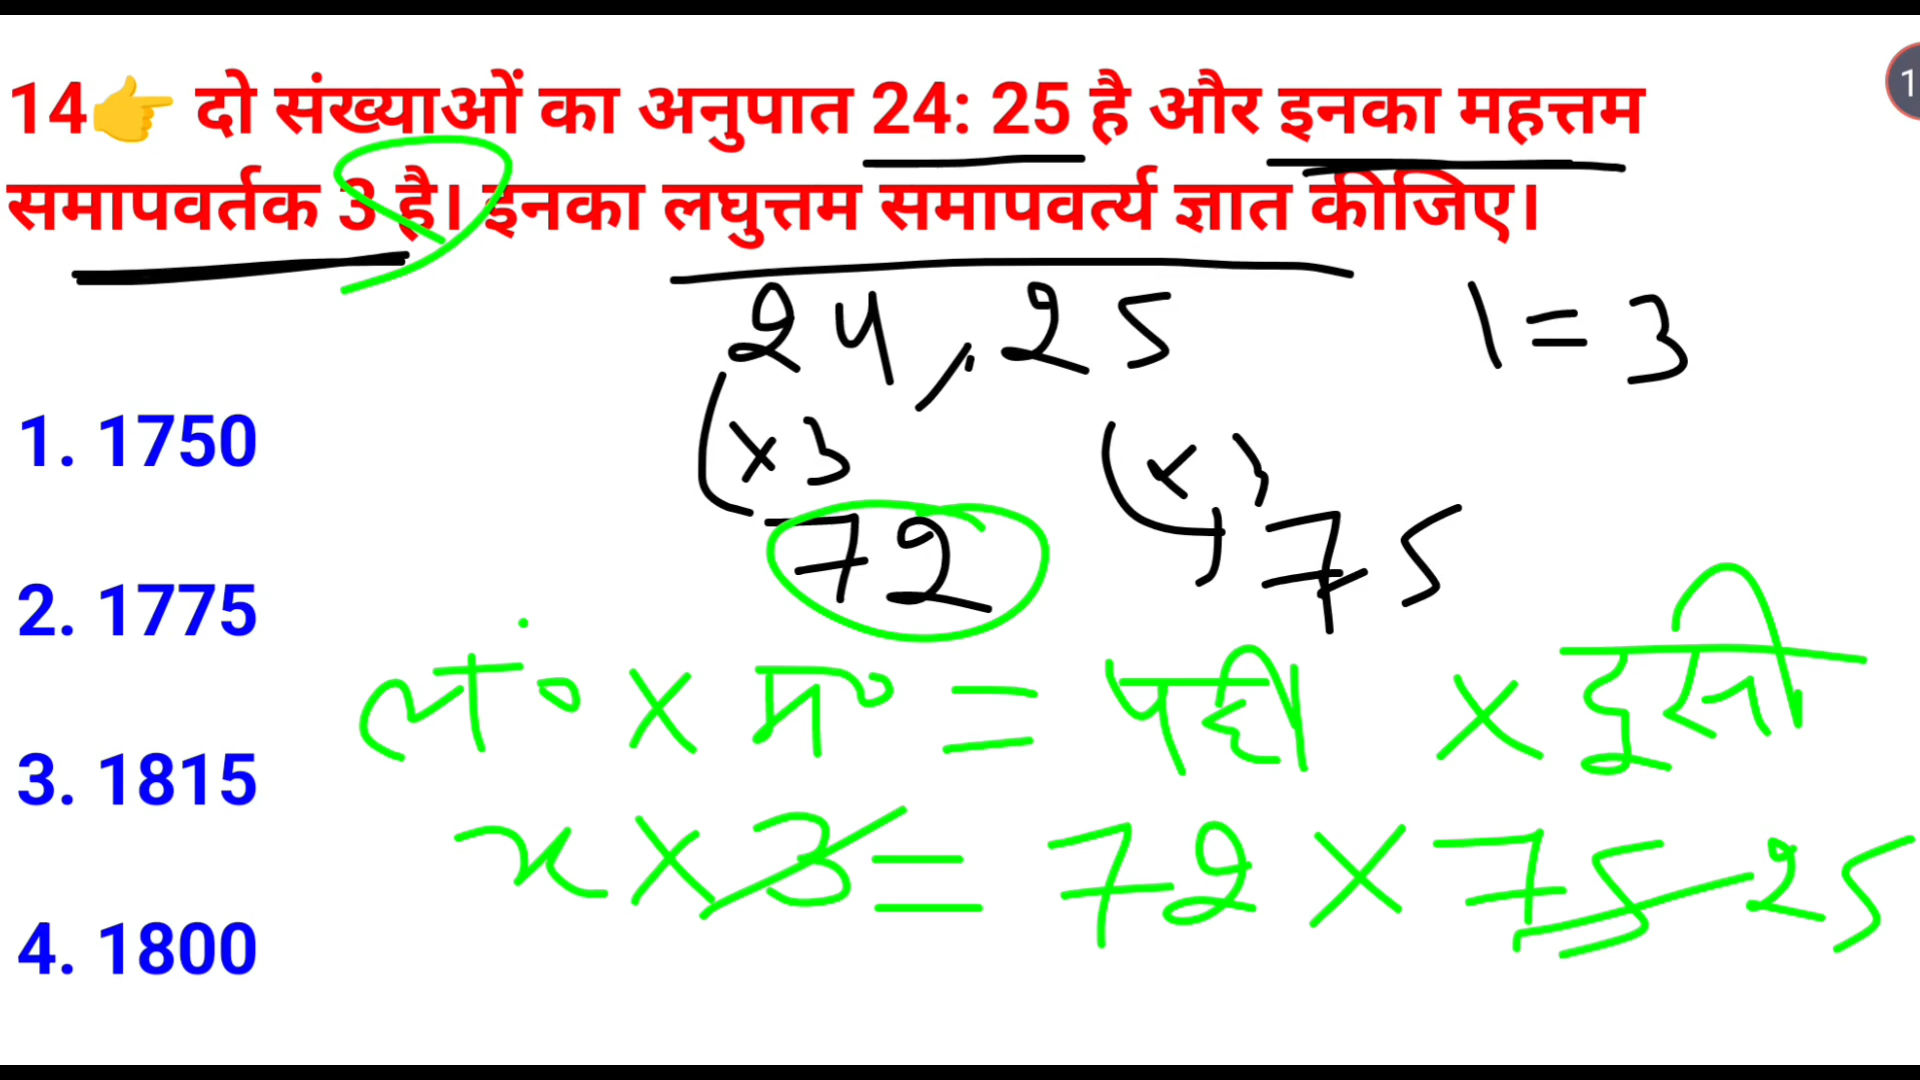 14👉 दो संख्याओं का अनुपात 24: 25 है और इनका महत्तम
समापवर्तक 3 है। इनका लघुत्तम समापवर्त्य ज्ञात कीजिए।
24, 25
1 = 3
1. 1750
×3
×3
72, 75
2. 1775
ल० × म० = पही × दूसी
3. 1815
x × 3 = 72 × 75 25
4. 1800
1